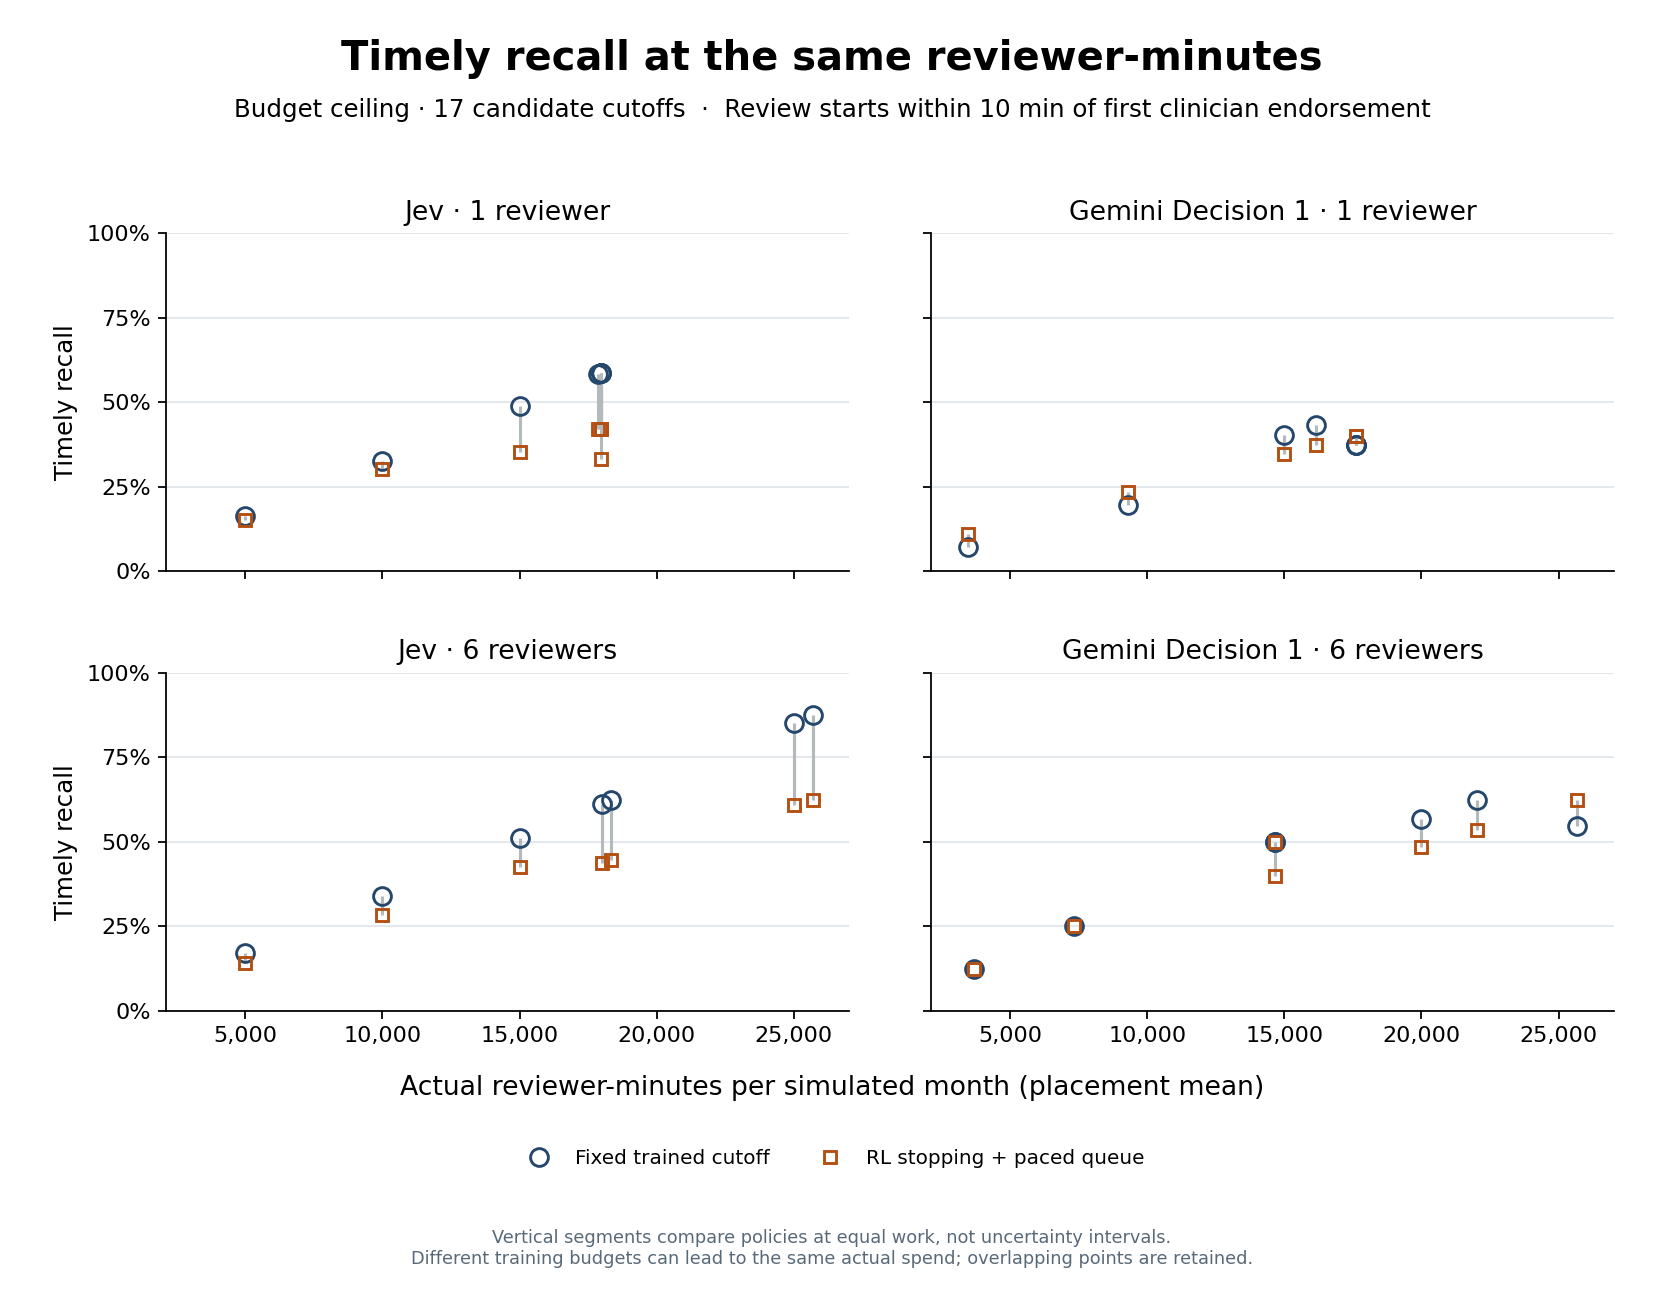 Timely recall at the same reviewer-minutes
Budget ceiling · 17 candidate cutoffs · Review starts within 10 min of first clinician endorsement
Jev · 1 reviewer
Gemini Decision 1 · 1 reviewer
100%
75%
50%
25%
0%
Timely recall
Jev · 6 reviewers
Gemini Decision 1 · 6 reviewers
100%
75%
50%
25%
0%
Timely recall
5,000 10,000 15,000 20,000 25,000
5,000 10,000 15,000 20,000 25,000
Actual reviewer-minutes per simulated month (placement mean)
Fixed trained cutoff
RL stopping + paced queue
Vertical segments compare policies at equal work, not uncertainty intervals.
Different training budgets can lead to the same actual spend; overlapping points are retained.